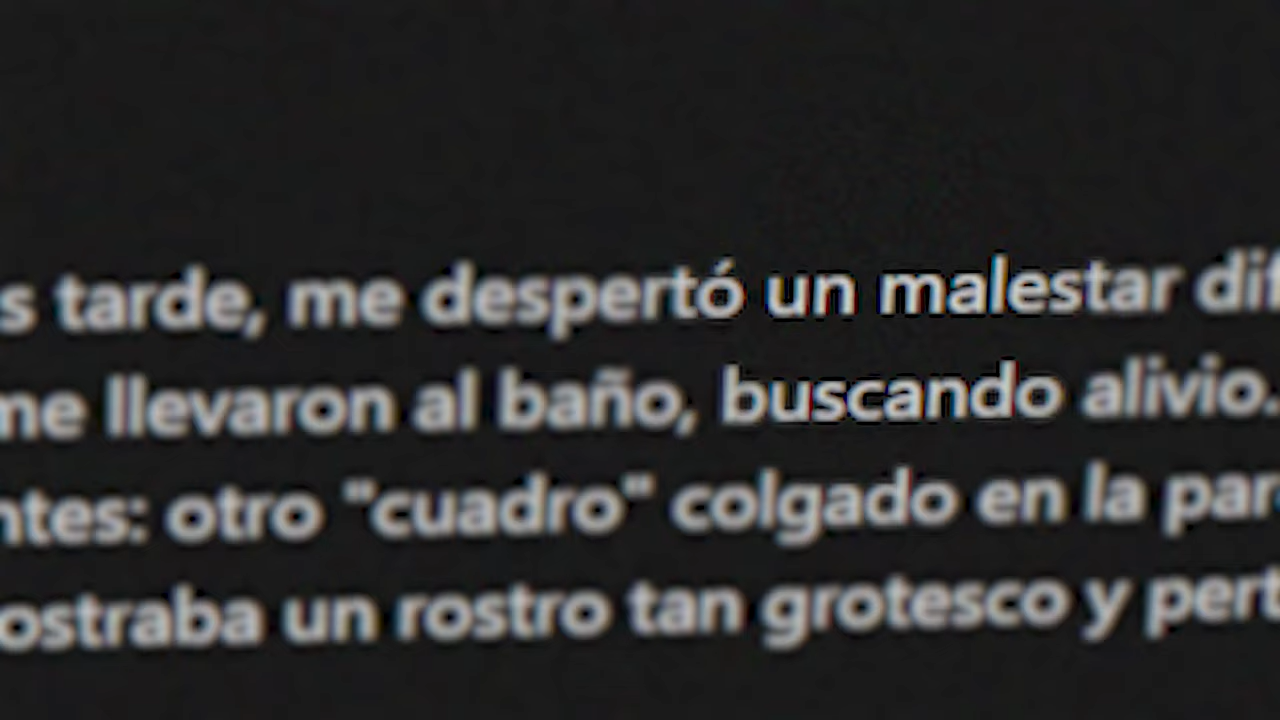 s tarde, me despertó un malestar dif
me llevaron al baño, buscando alivio.
ntes: otro "cuadro" colgado en la par
ostraba un rostro tan grotesco y pert